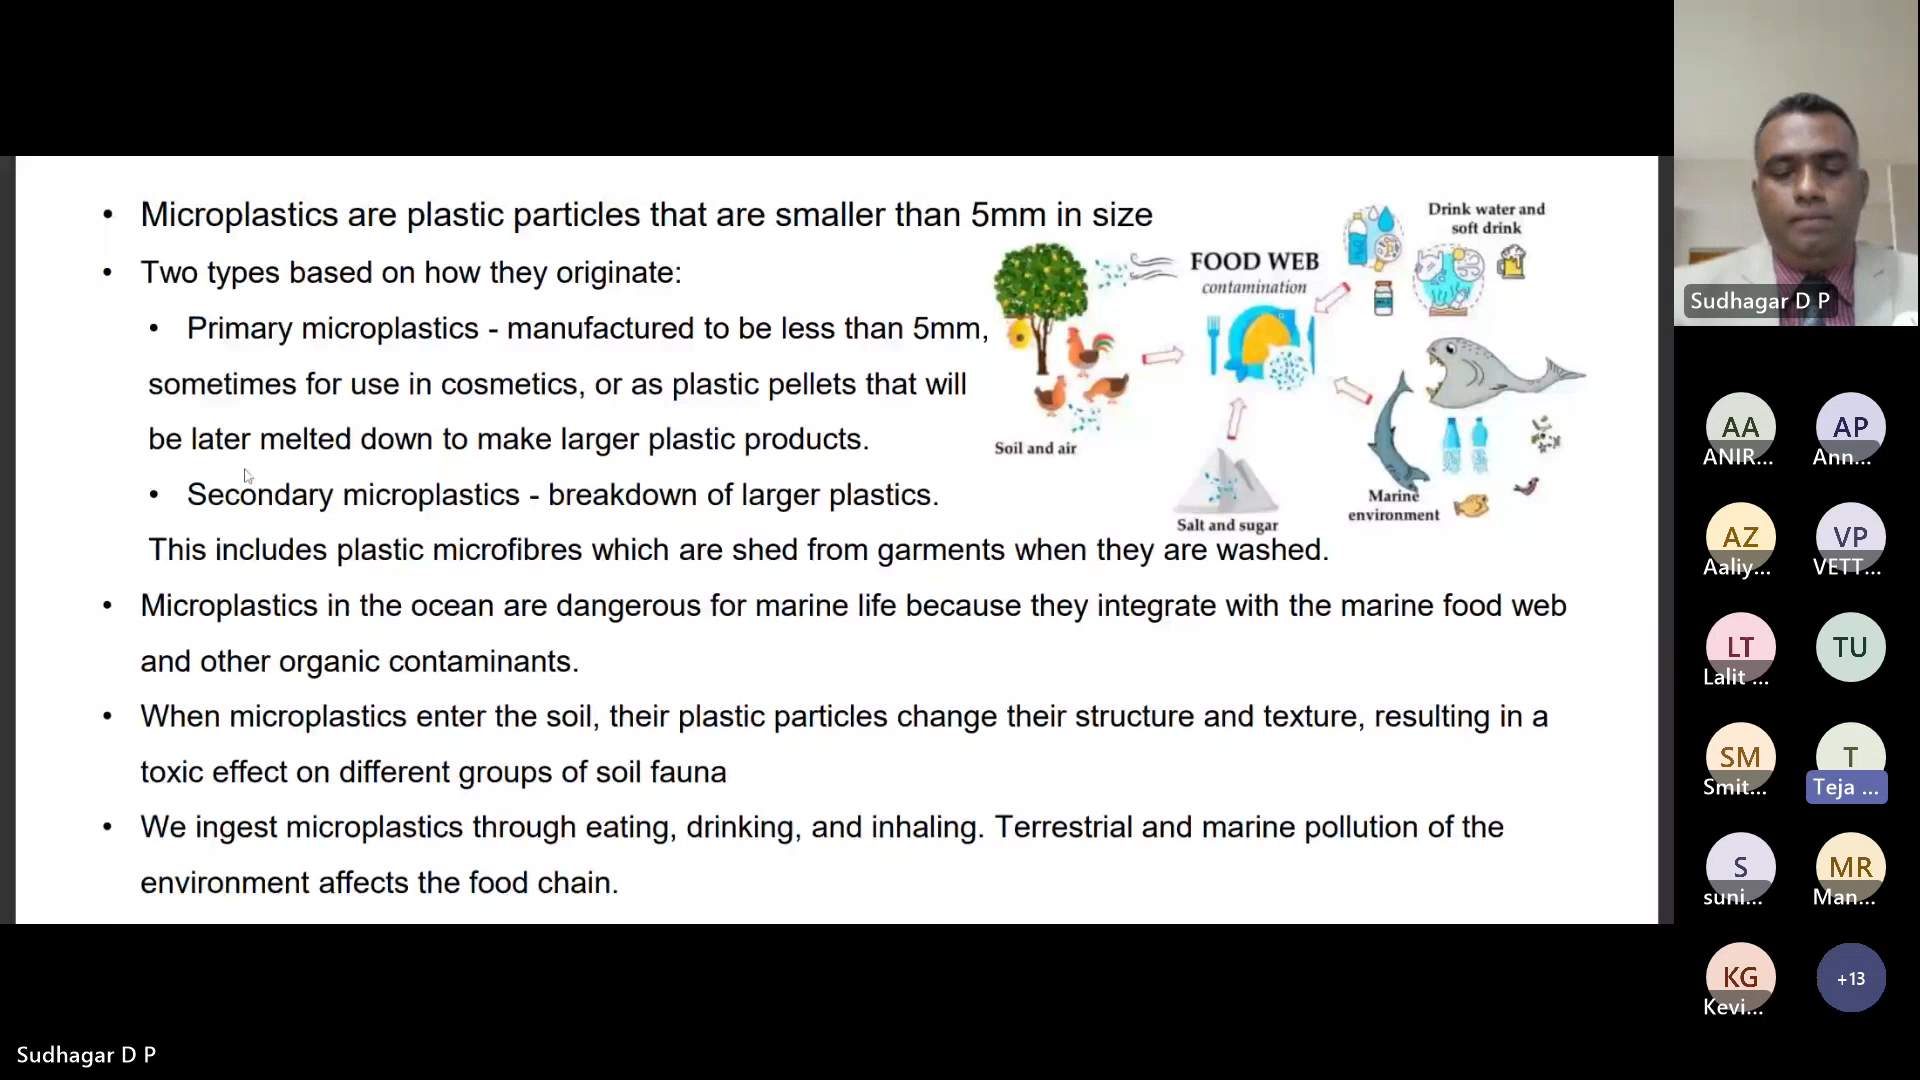 • Microplastics are plastic particles that are smaller than 5mm in size
• Two types based on how they originate:
• Primary microplastics - manufactured to be less than 5mm,
sometimes for use in cosmetics, or as plastic pellets that will
be later melted down to make larger plastic products.
• Secondary microplastics - breakdown of larger plastics.
This includes plastic microfibres which are shed from garments when they are washed.
• Microplastics in the ocean are dangerous for marine life because they integrate with the marine food web
and other organic contaminants.
• When microplastics enter the soil, their plastic particles change their structure and texture, resulting in a
toxic effect on different groups of soil fauna
• We ingest microplastics through eating, drinking, and inhaling. Terrestrial and marine pollution of the
environment affects the food chain.
FOOD WEB
contamination
Drink water and
soft drink
Soil and air
Salt and sugar
Marine
environment
Sudhagar D P
AA
ANIR...
AP
Ann...
AZ
Aaliy...
VP
VETT...
LT
Lalit ...
TU
SM
Smit...
T
Teja ...
S
suni...
MR
Man...
KG
Kevi...
+13
Sudhagar D P